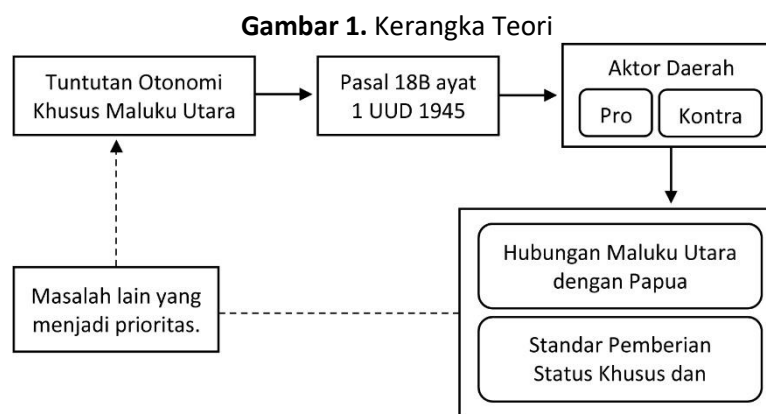 Gambar 1. Kerangka Teori
Tuntutan Otonomi
Khusus Maluku Utara
Pasal 18B ayat
1 UUD 1945
Aktor Daerah
Pro
Kontra
Hubungan Maluku Utara
dengan Papua
Masalah lain yang
menjadi prioritas.
Standar Pemberian
Status Khusus dan